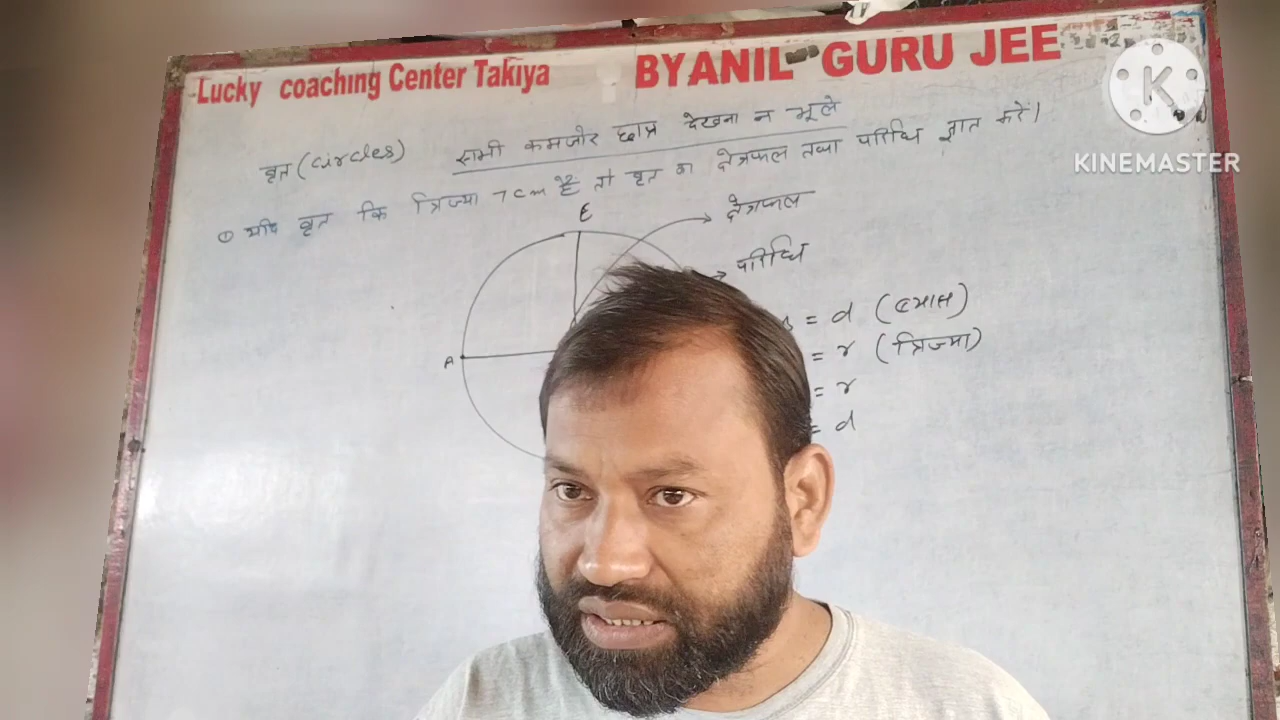 Lucky coaching Center Takiya
BYANIL GURU JEE
KINEMASTER
वृत (circles) सभी कमजोर छात्र देखना न भूले
① यदि वृत कि त्रिज्या 7cm है तो वृत का क्षेत्रफल तथा परिधि ज्ञात करें।
E
क्षेत्रफल
परिधि
= d (व्यास)
A
= r (त्रिज्या)
= r
= d